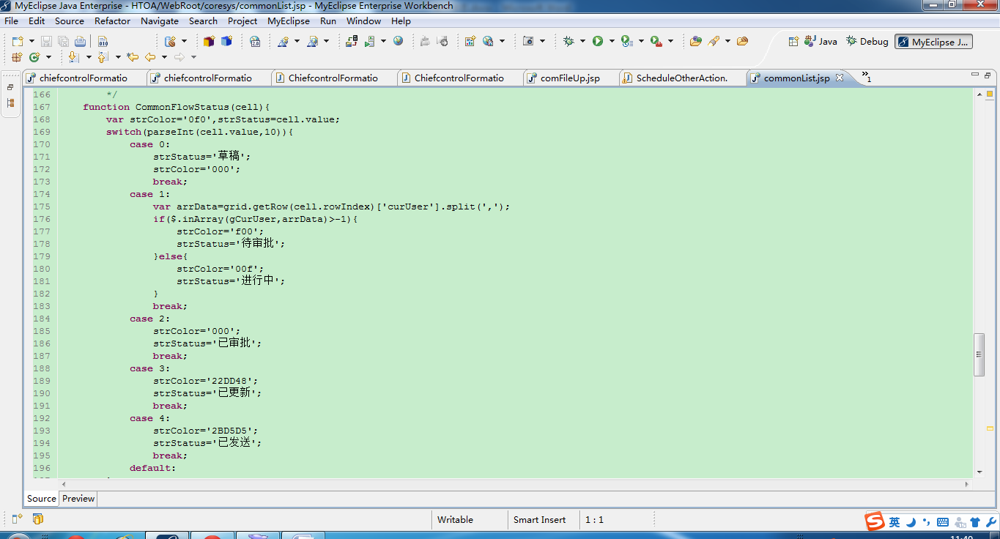 MyEclipse Java Enterprise - HTOA/WebRoot/coresys/commonList.jsp - MyEclipse Enterprise Workbench
File Edit Source Refactor Navigate Search Project MyEclipse Run Window Help
Java Debug MyEclipse J...
chiefcontrolFormatio chiefcontrolFormatio ChiefcontrolFormatio ChiefcontrolFormatio comFileUp.jsp ScheduleOtherAction. commonList.jsp »1
166 */
167 function CommonFlowStatus(cell){
168 var strColor='0f0',strStatus=cell.value;
169 switch(parseInt(cell.value,10)){
170 case 0:
171 strStatus='草稿';
172 strColor='000';
173 break;
174 case 1:
175 var arrData=grid.getRow(cell.rowIndex)['curUser'].split(',');
176 if($.inArray(gCurUser,arrData)>-1){
177 strColor='f00';
178 strStatus='待审批';
179 }else{
180 strColor='00f';
181 strStatus='进行中';
182 }
183 break;
184 case 2:
185 strColor='000';
186 strStatus='已审批';
187 break;
188 case 3:
189 strColor='22DD48';
190 strStatus='已更新';
191 break;
192 case 4:
193 strColor='2BD5D5';
194 strStatus='已发送';
195 break;
196 default:
Source Preview
Writable Smart Insert 1 : 1
英
11:40